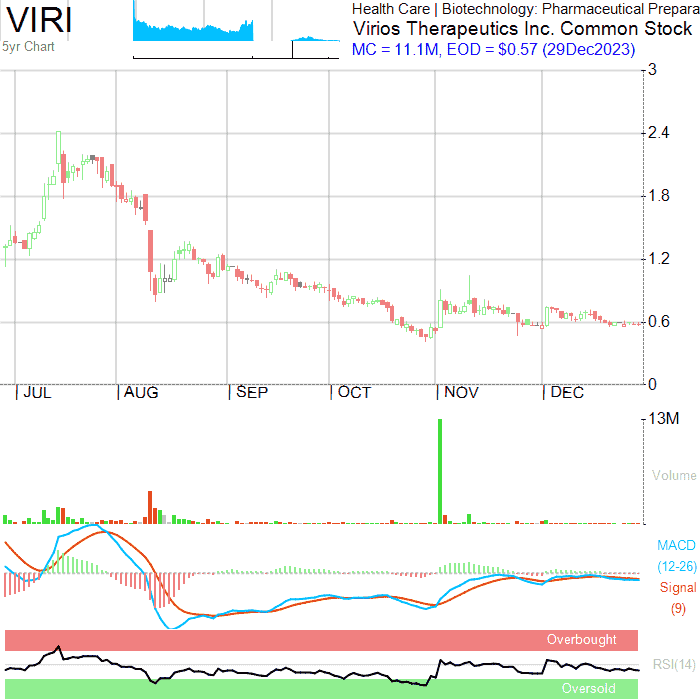 VIRI
5yr Chart
Health Care | Biotechnology: Pharmaceutical Prepara
Virios Therapeutics Inc. Common Stock
MC = 11.1M, EOD = $0.57 (29Dec2023)
3
2.4
1.8
1.2
0.6
0
JUL AUG SEP OCT NOV DEC
13M
Volume
MACD
(12-26)
Signal
(9)
Overbought
RSI(14)
Oversold